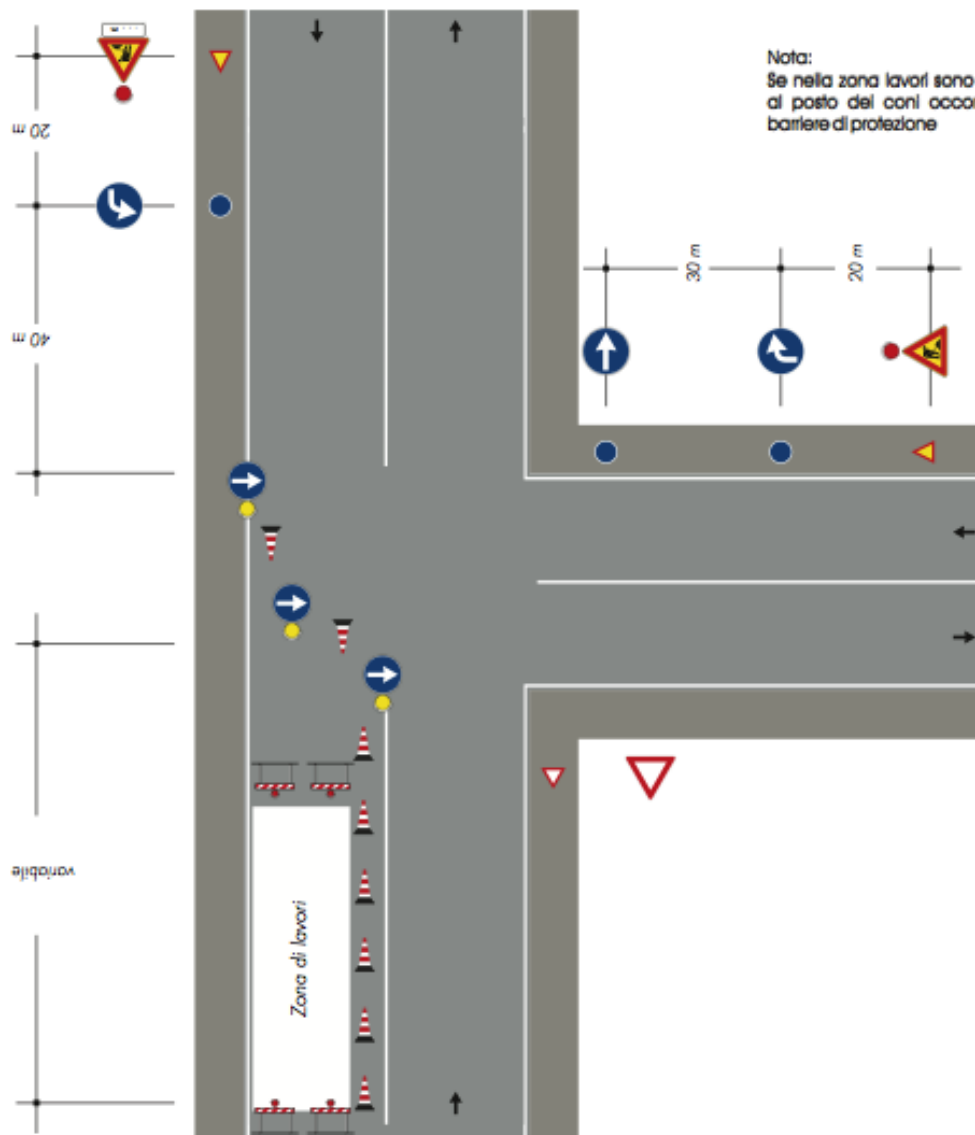 Nota:
Se nella zona lavori sono
al posto dei coni occor
barriere di protezione
20 m
40 m
30 m
20 m
variabile
Zona di lavori